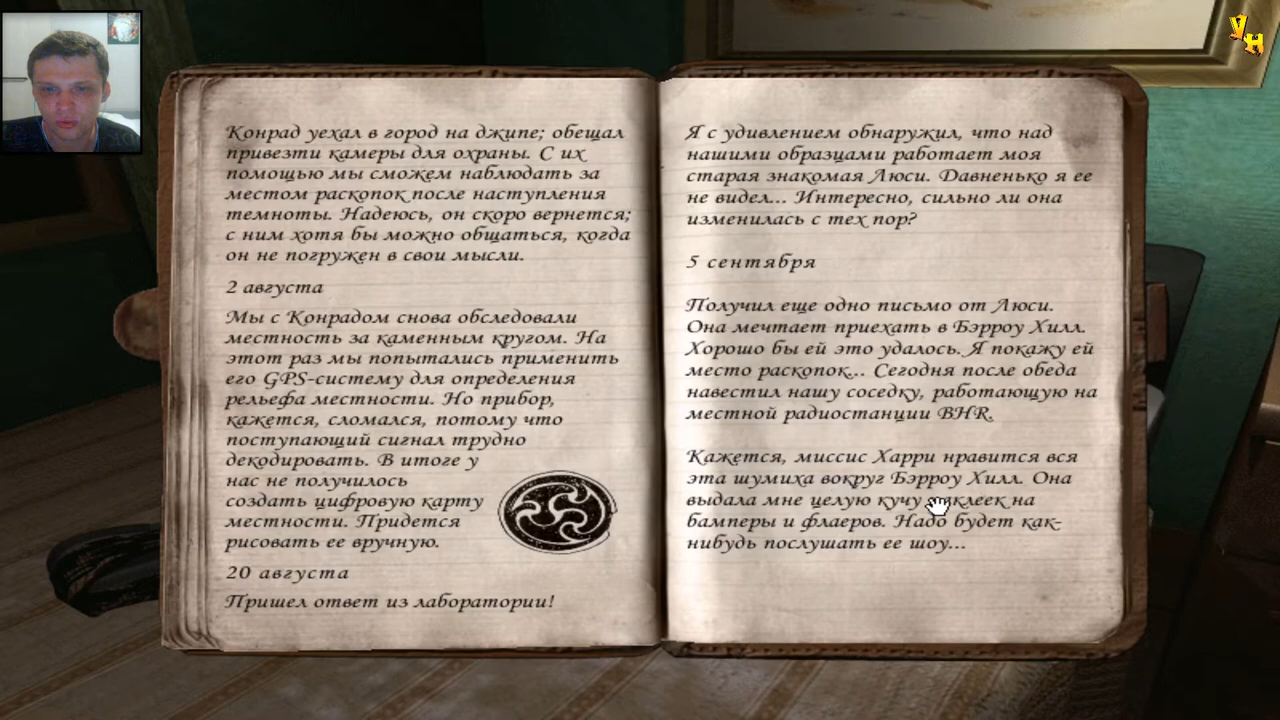 Конрад уехал в город на джипе; обещал
привезти камеры для охраны. С их
помощью мы сможем наблюдать за
местом раскопок после наступления
темноты. Надеюсь, он скоро вернется;
с ним хотя бы можно общаться, когда
он не погружен в свои мысли.
2 августа
Мы с Конрадом снова обследовали
местность за каменным кругом. На
этот раз мы попытались применить
его GPS-систему для определения
рельефа местности. Но прибор,
кажется, сломался, потому что
поступающий сигнал трудно
декодировать. В итоге у
нас не получилось
создать цифровую карту
местности. Придется
рисовать ее вручную.
20 августа
Пришел ответ из лаборатории!
Я с удивлением обнаружил, что над
нашими образцами работает моя
старая знакомая Люси. Давненько я ее
не видел... Интересно, сильно ли она
изменилась с тех пор?
5 сентября
Получил еще одно письмо от Люси.
Она мечтает приехать в Бэрроу Хилл.
Хорошо бы ей это удалось. Я покажу ей
место раскопок... Сегодня после обеда
навестил нашу соседку, работающую на
местной радиостанции BHR.
Кажется, миссис Харри нравится вся
эта шумиха вокруг Бэрроу Хилл. Она
выдала мне целую кучу на
бамперы и флаеров. Надо будет как-
нибудь послушать ее шоу...
УН